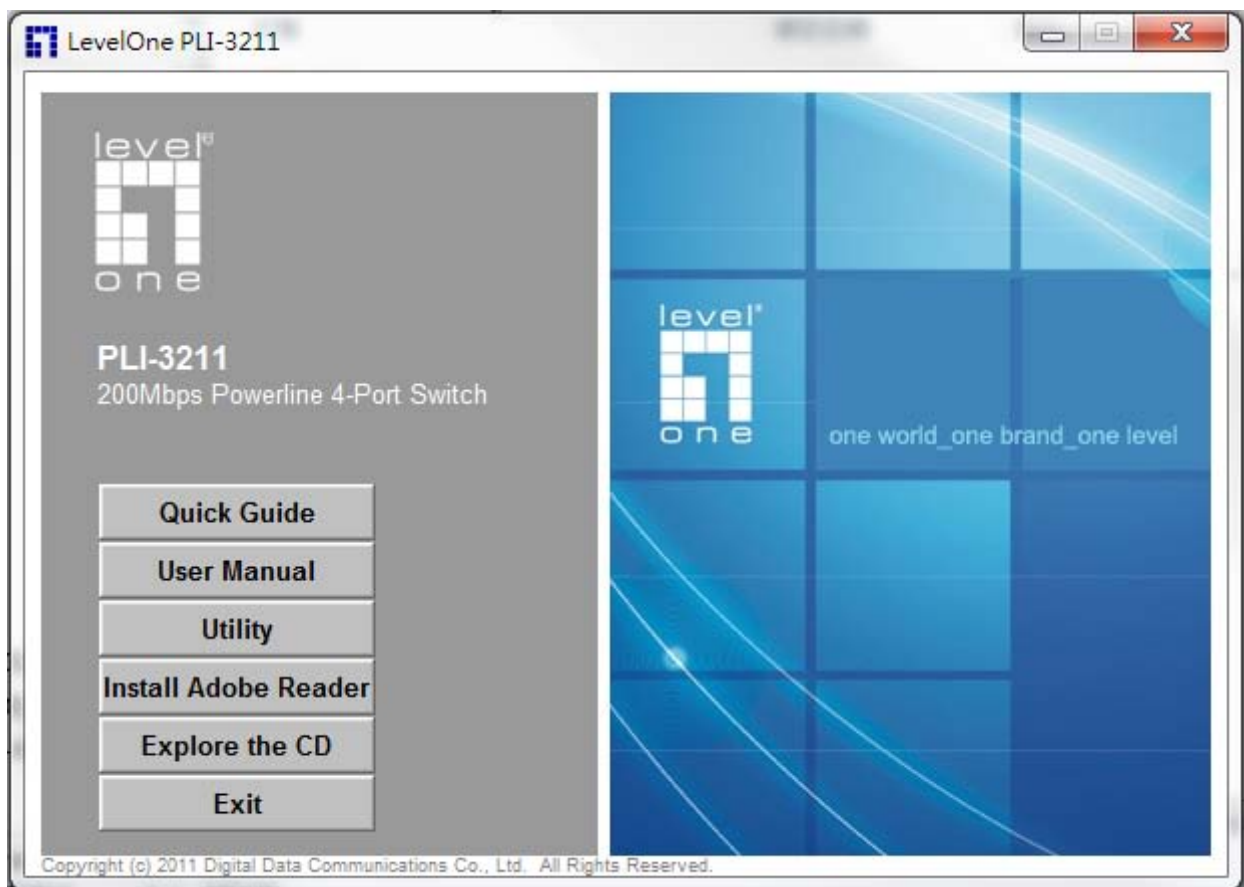 LevelOne PLI-3211
level®
one
PLI-3211
200Mbps Powerline 4-Port Switch
Quick Guide
User Manual
Utility
Install Adobe Reader
Explore the CD
Exit
level®
one
one world_one brand_one level
Copyright (c) 2011 Digital Data Communications Co., Ltd. All Rights Reserved.